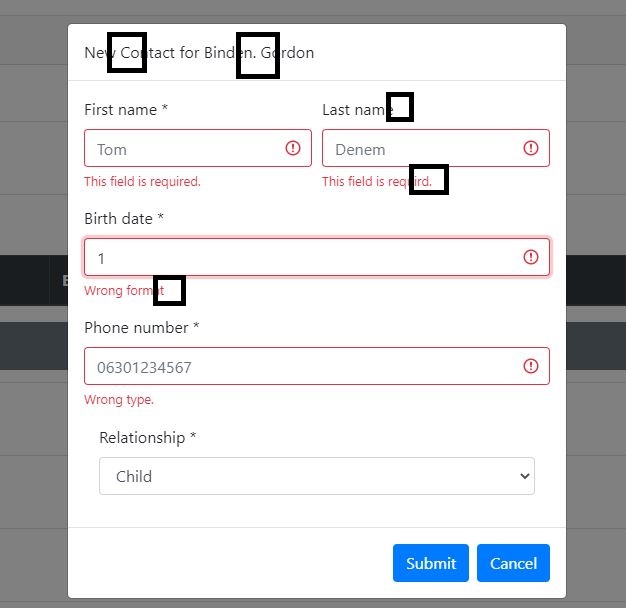 New Contact for Binden. Gordon
First name *
Last name
Tom
Denem
This field is required.
This field is requird.
Birth date *
1
Wrong format
Phone number *
06301234567
Wrong type.
Relationship *
Child
Submit
Cancel